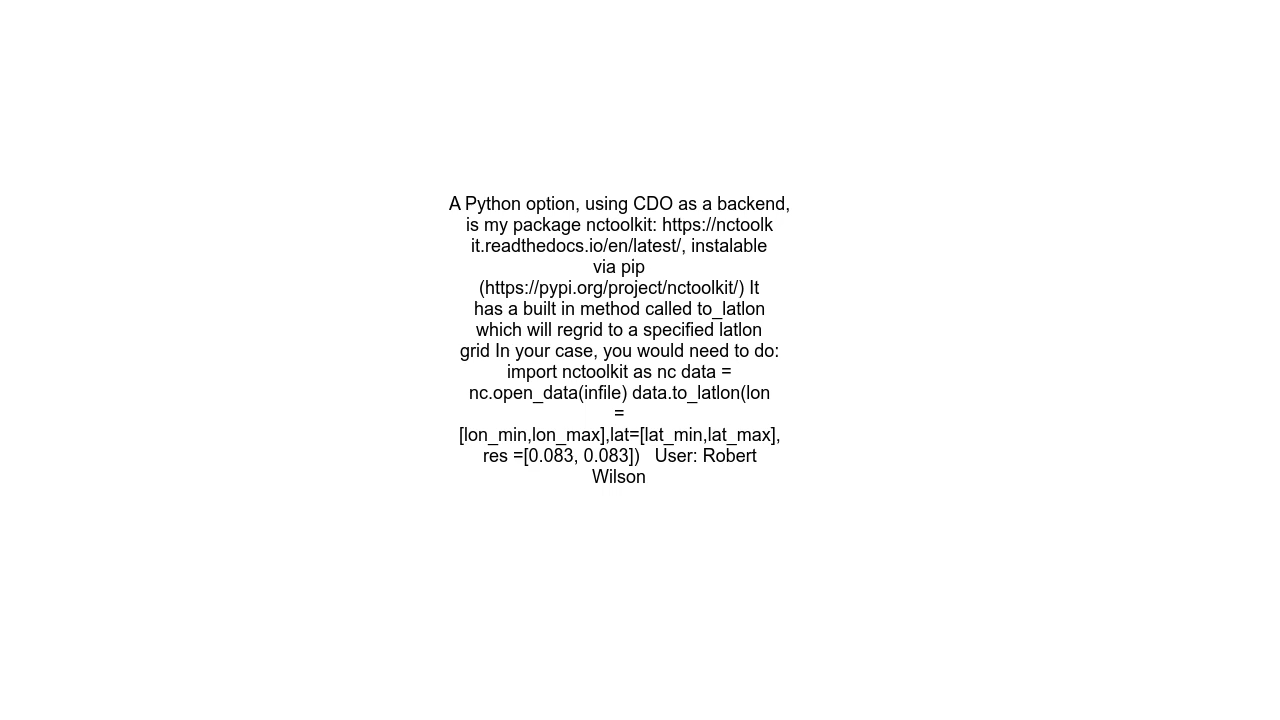 A Python option, using CDO as a backend,
is my package nctoolkit: https://nctoolk
it.readthedocs.io/en/latest/, instalable
via pip
(https://pypi.org/project/nctoolkit/) It
has a built in method called to_latlon
which will regrid to a specified latlon
grid In your case, you would need to do:
import nctoolkit as nc data =
nc.open_data(infile) data.to_latlon(lon
=
[lon_min,lon_max],lat=[lat_min,lat_max],
res =[0.083, 0.083])   User: Robert
Wilson